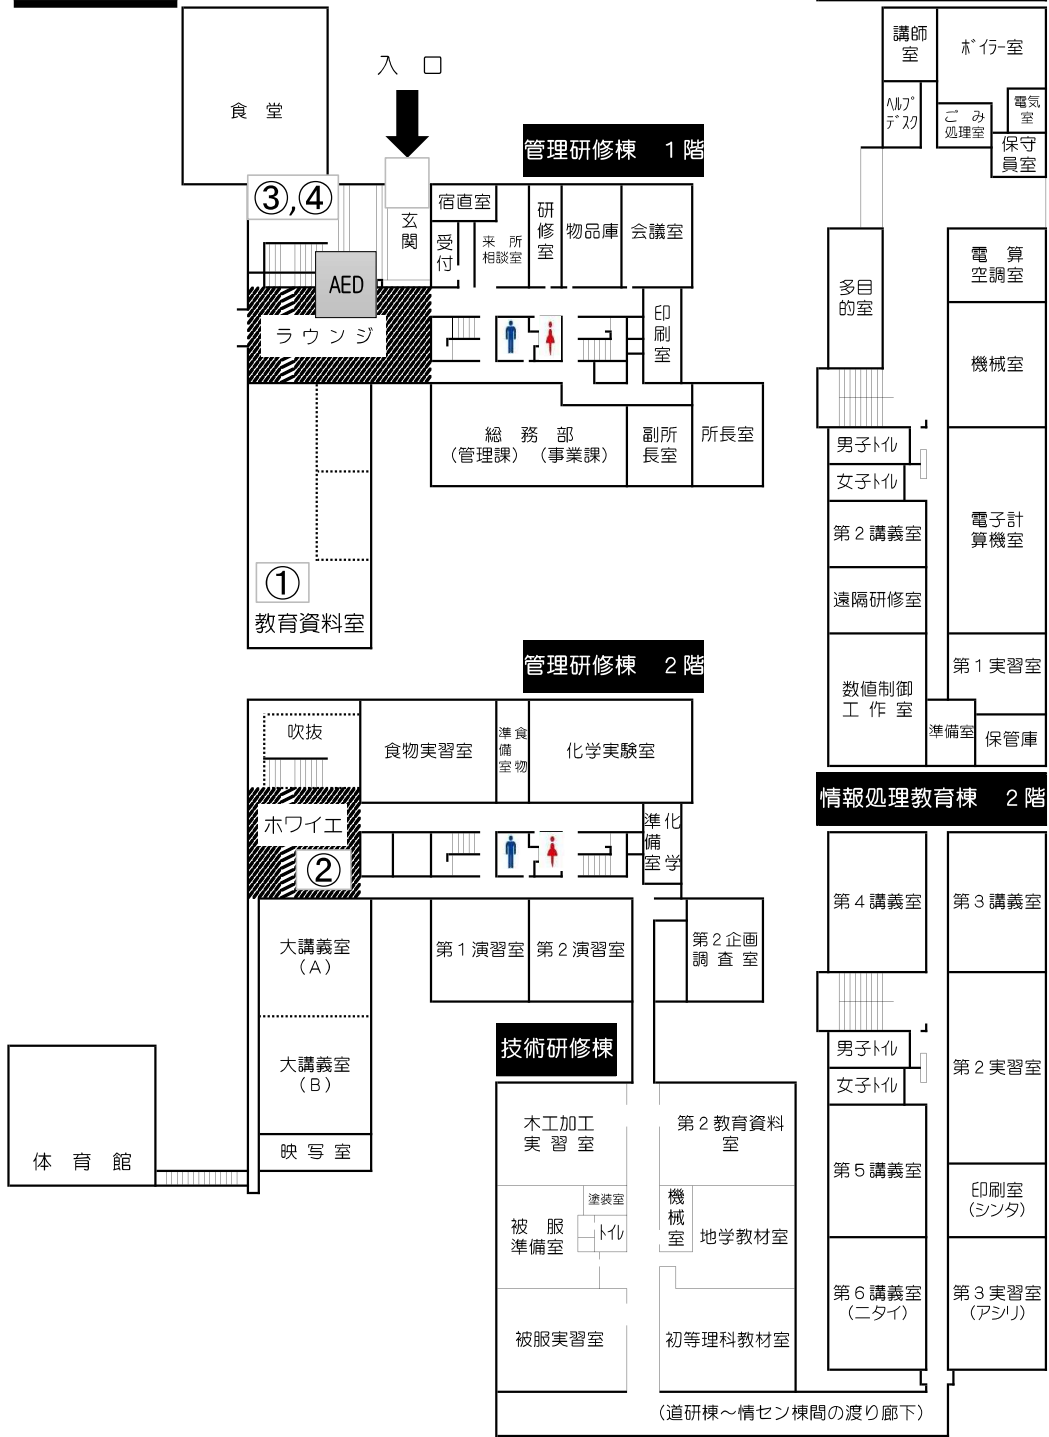 入 口
食 堂
管理研修棟 1階
③,④
玄関
宿直室
受付
来 所
相談室
研修室
物品庫
会議室
AED
ラウンジ
印刷室
総 務 部
(管理課) (事業課)
副所
長室
所長室
①
教育資料室
管理研修棟 2階
吹抜
食物実習室
食物
準備室
化学実験室
ホワイエ
②
化学
準備室
大講義室
(A)
第1演習室
第2演習室
第2企画
調 査 室
大講義室
(B)
映 写 室
体 育 館
技術研修棟
木工加工
実 習 室
第2教育資料
室
塗装室
機械室
被 服
準備室
トイレ
地学教材室
被服実習室
初等理科教材室
(道研棟～情セン棟間の渡り廊下)
講師
室
ボイラー室
ヘルプ
デスク
ご み
処理室
電気
室
保守
員室
多目
的室
電 算
空調室
機械室
男子トイレ
女子トイレ
第2講義室
電子計
算機室
遠隔研修室
数値制御
工 作 室
第1実習室
準備室
保管庫
情報処理教育棟 2階
第4講義室
第3講義室
男子トイレ
女子トイレ
第2実習室
第5講義室
印刷室
(シンタ)
第6講義室
(ニタイ)
第3実習室
(アシリ)